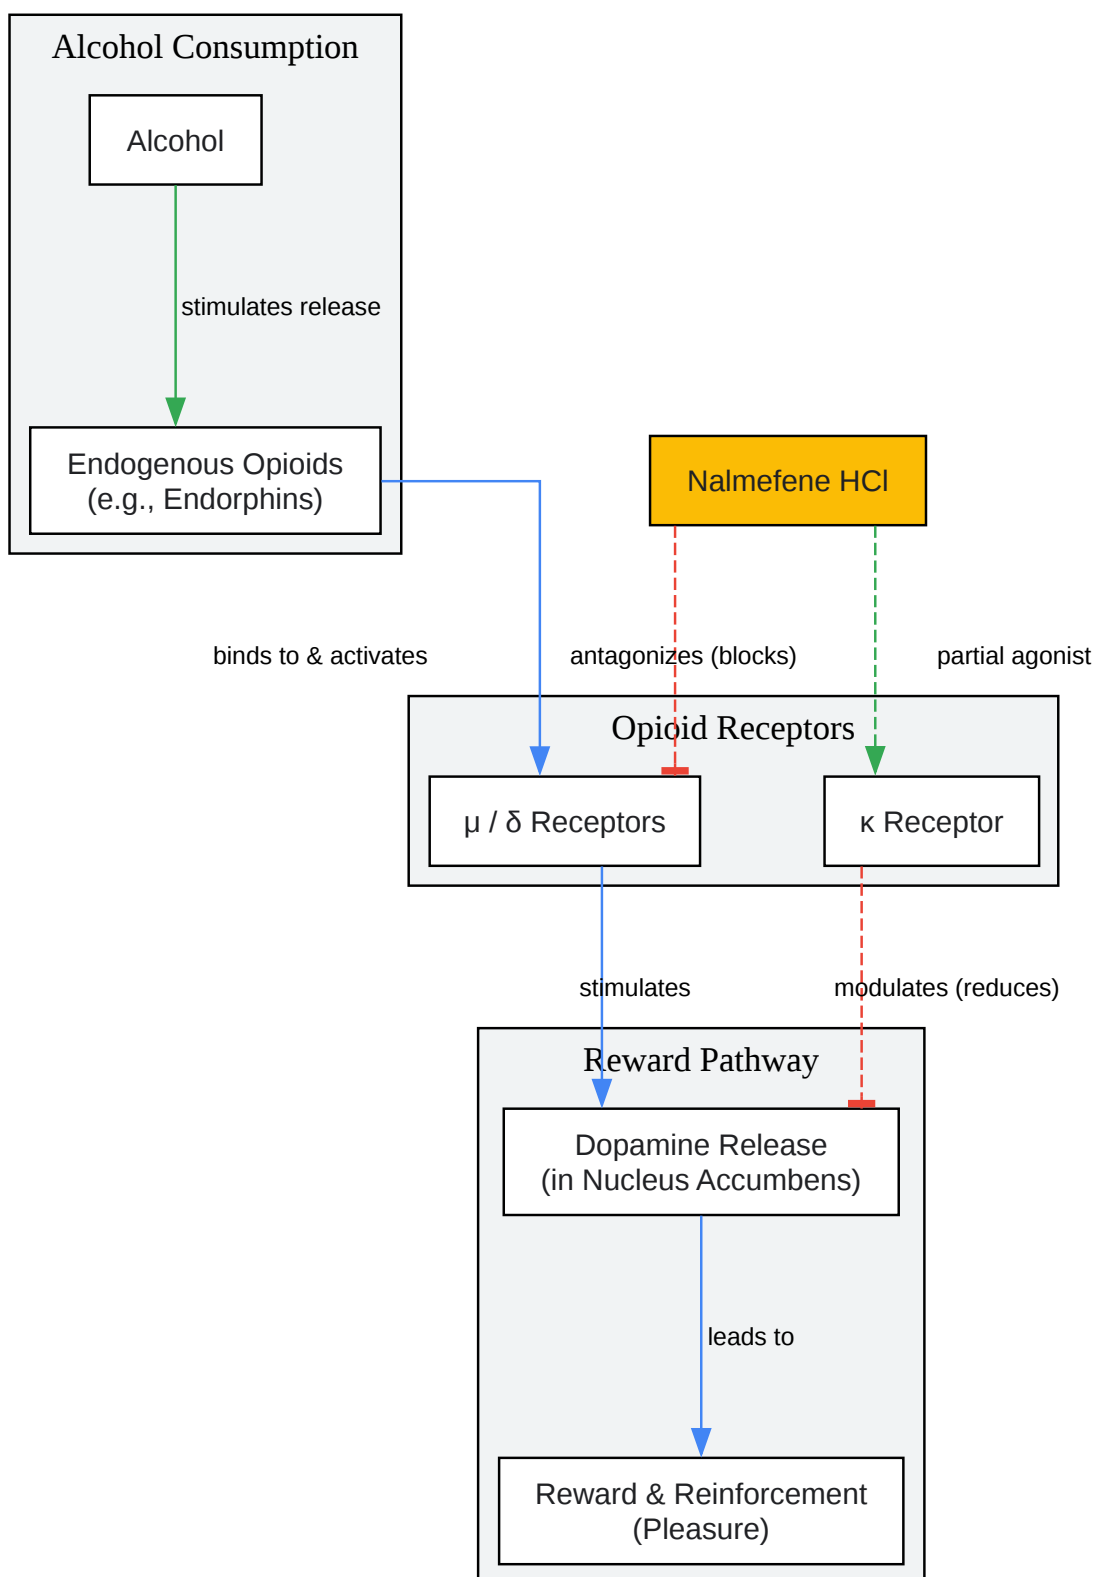 Alcohol Consumption
Alcohol
stimulates release
Endogenous Opioids
(e.g., Endorphins)
Nalmefene HCl
binds to & activates
antagonizes (blocks)
partial agonist
Opioid Receptors
μ / δ Receptors
κ Receptor
stimulates
modulates (reduces)
Reward Pathway
Dopamine Release
(in Nucleus Accumbens)
leads to
Reward & Reinforcement
(Pleasure)